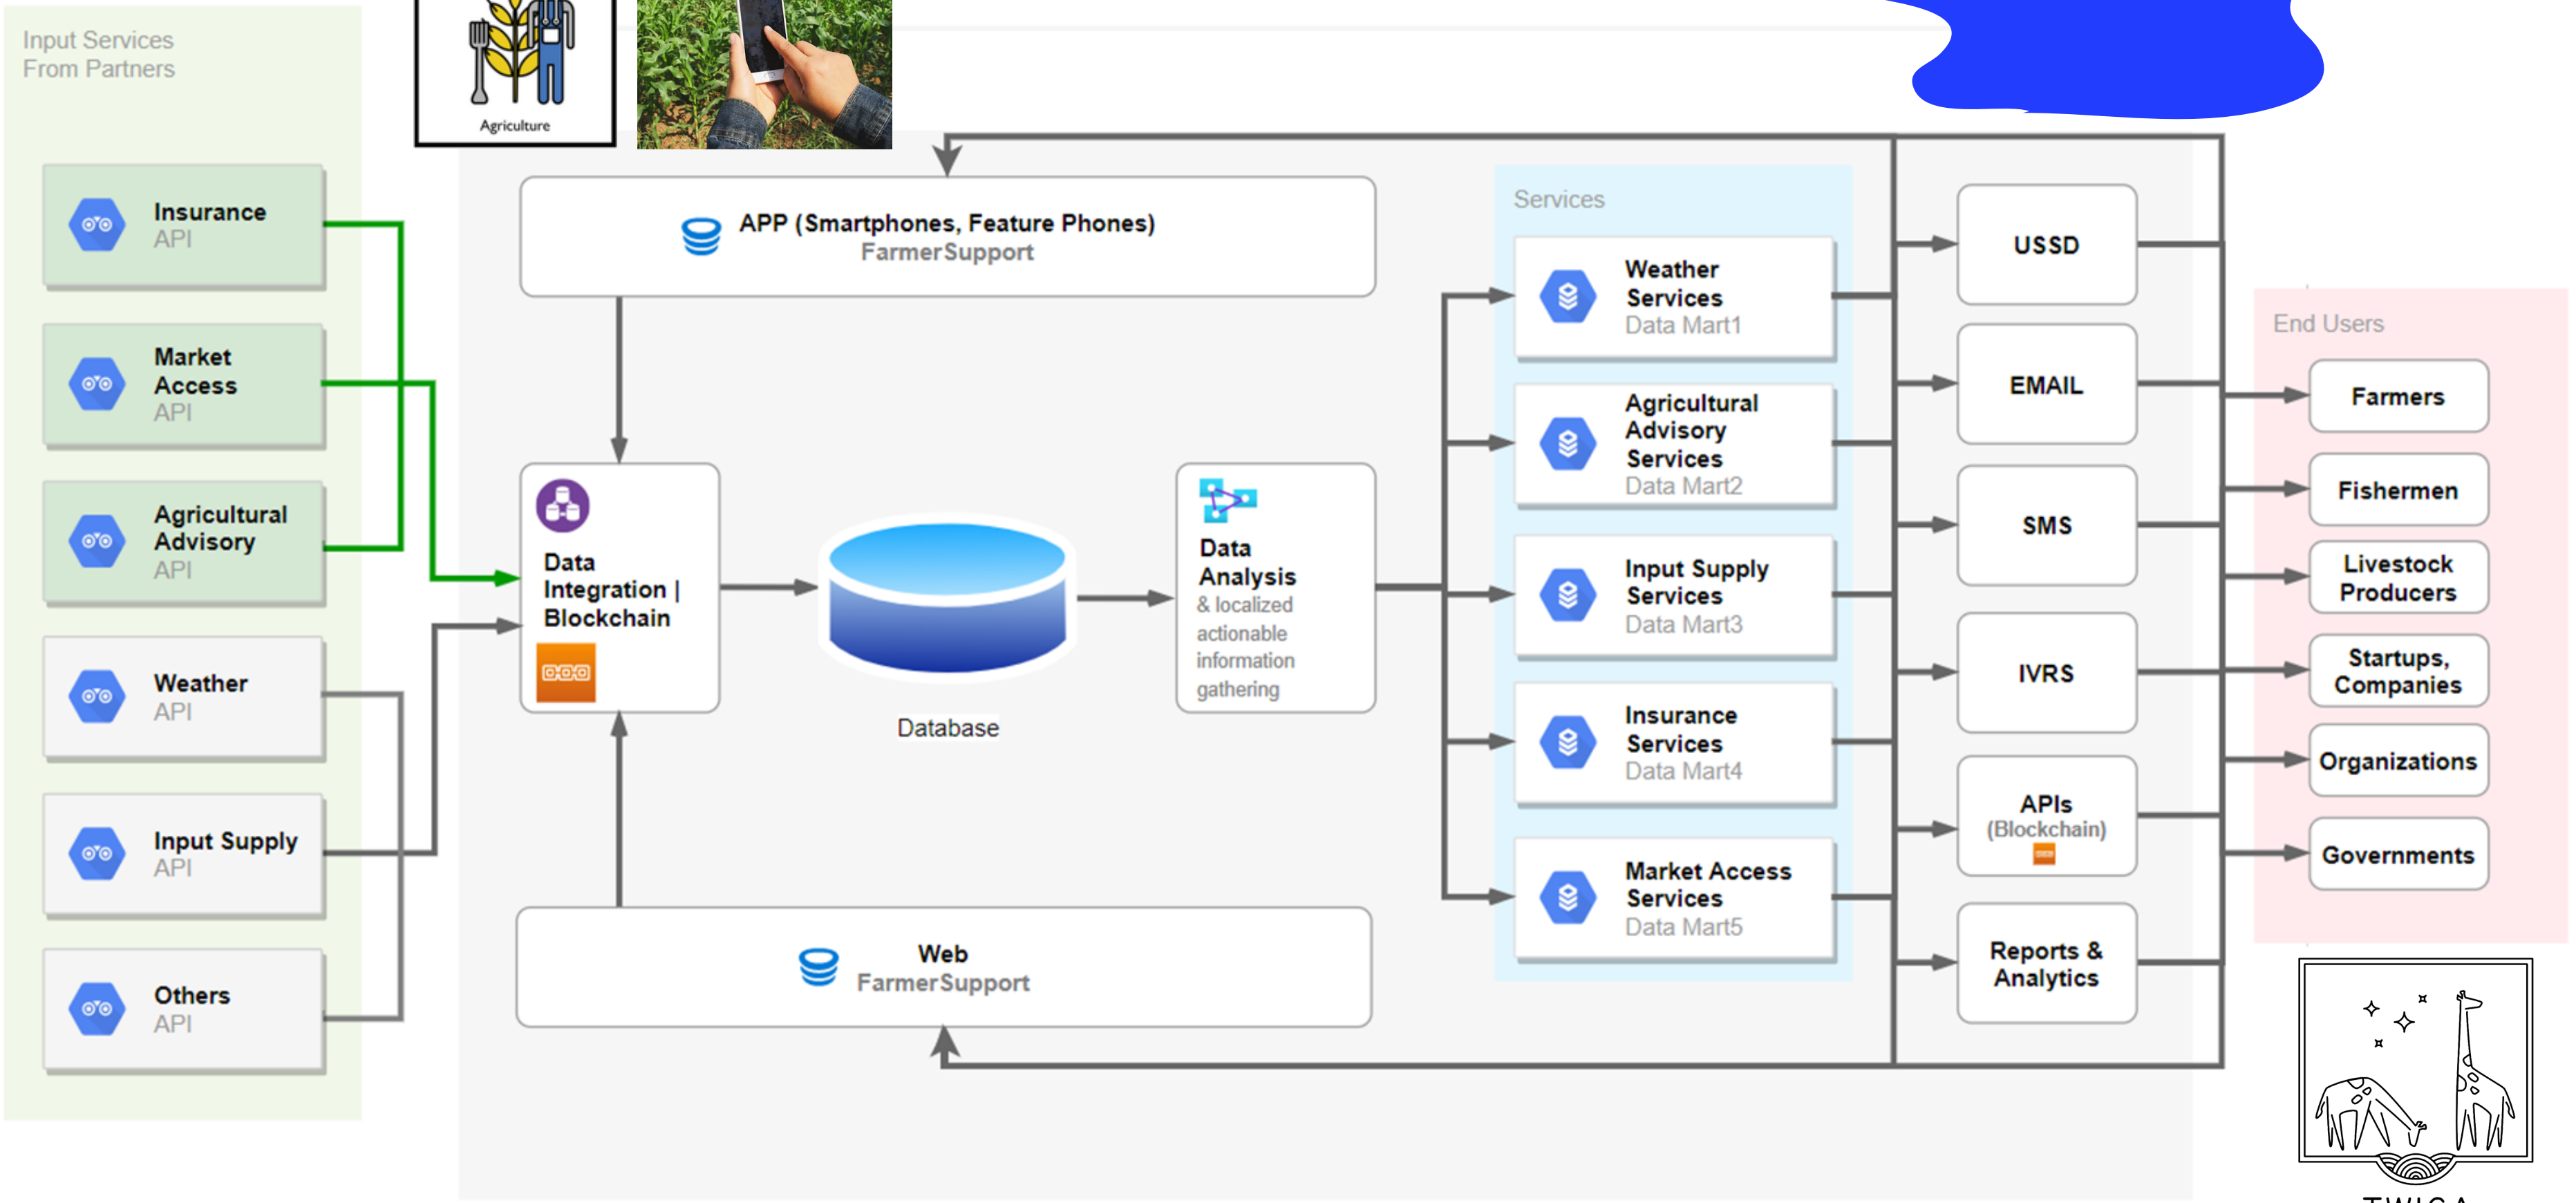 Input Services
From Partners
Agriculture
Insurance
API
Market
Access
API
Agricultural
Advisory
API
Weather
API
Input Supply
API
Others
API
APP (Smartphones, Feature Phones)
FarmerSupport
Data
Integration |
Blockchain
Database
Data
Analysis
& localized
actionable
information
gathering
Web
FarmerSupport
Services
Weather
Services
Data Mart1
Agricultural
Advisory
Services
Data Mart2
Input Supply
Services
Data Mart3
Insurance
Services
Data Mart4
Market Access
Services
Data Mart5
USSD
EMAIL
SMS
IVRS
APIs
(Blockchain)
Reports &
Analytics
End Users
Farmers
Fishermen
Livestock
Producers
Startups,
Companies
Organizations
Governments
TWIGA